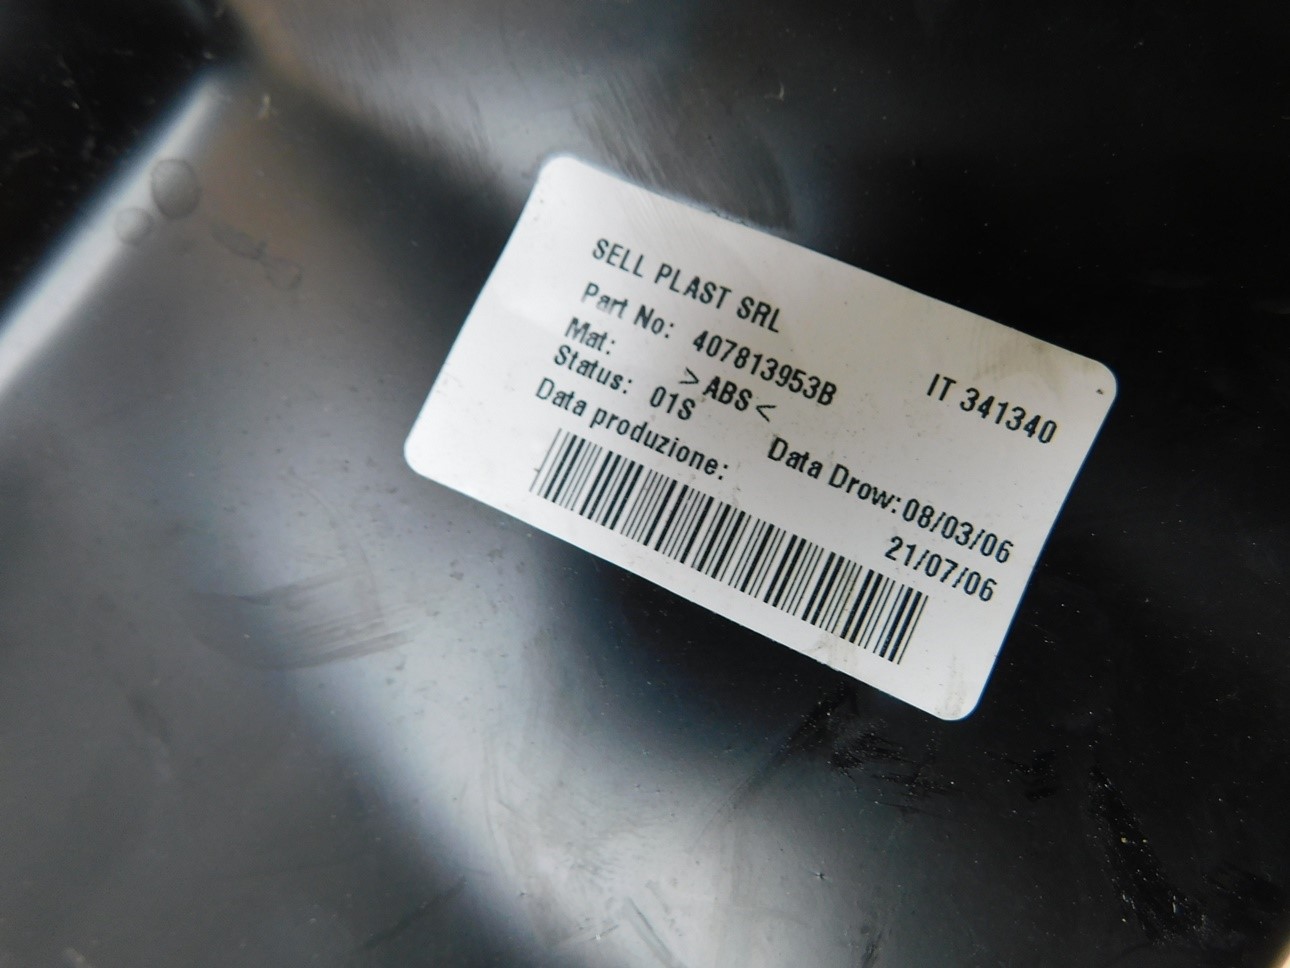 SELL PLAST SRL
IT 341340
Part No: 407813953B
Mat: >ABS<
Status: 01S
Data Drow: 08/03/06
Data produzione: 21/07/06